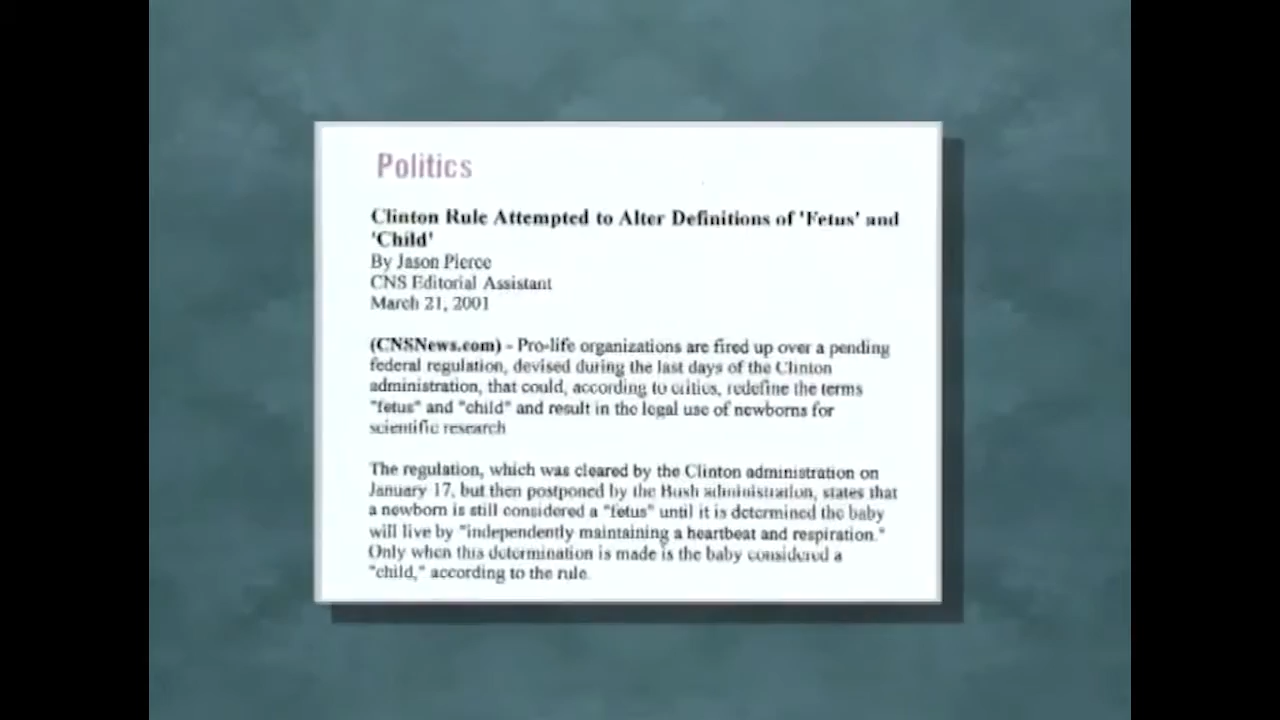 Politics
Clinton Rule Attempted to Alter Definitions of 'Fetus' and
'Child'
By Jason Pierce
CNS Editorial Assistant
March 21, 2001
(CNSNews.com) - Pro-life organizations are fired up over a pending
federal regulation, devised during the last days of the Clinton
administration, that could, according to critics, redefine the terms
"fetus" and "child" and result in the legal use of newborns for
scientific research
The regulation, which was cleared by the Clinton administration on
January 17, but then postponed by the Bush administration, states that
a newborn is still considered a "fetus" until it is determined the baby
will live by "independently maintaining a heartbeat and respiration."
Only when this determination is made is the baby considered a
"child," according to the rule.